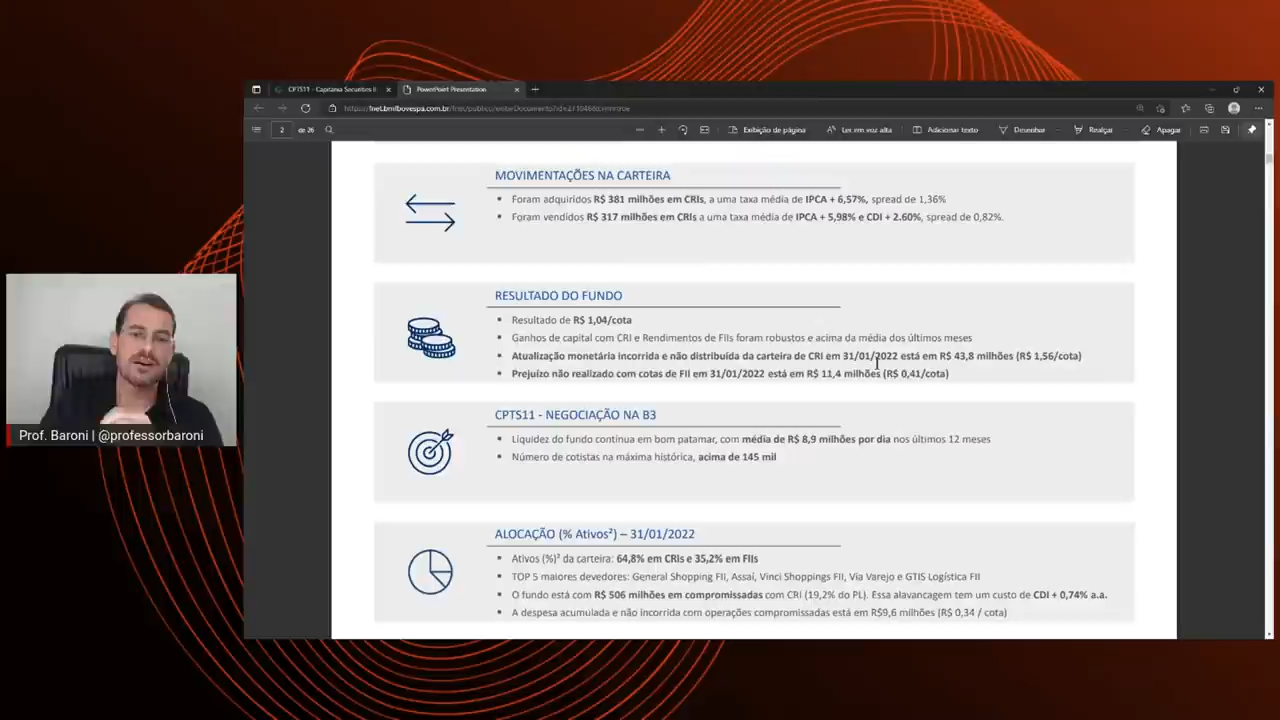 CPTS11 - Capitania Securities II
PowerPoint Presentation
2
de 26
Exibição de página
Ler em voz alta
Adicionar texto
Desenhar
Realçar
Apagar
MOVIMENTAÇÕES NA CARTEIRA
▪ Foram adquiridos R$ 381 milhões em CRIs, a uma taxa média de IPCA + 6,57%, spread de 1,36%
▪ Foram vendidos R$ 317 milhões em CRIs a uma taxa média de IPCA + 5,98% e CDI + 2.60%, spread de 0,82%.
RESULTADO DO FUNDO
▪ Resultado de R$ 1,04/cota
▪ Ganhos de capital com CRI e Rendimentos de FIIs foram robustos e acima da média dos últimos meses
▪ Atualização monetária incorrida e não distribuída da carteira de CRI em 31/01/2022 está em R$ 43,8 milhões (R$ 1,56/cota)
▪ Prejuízo não realizado com cotas de FII em 31/01/2022 está em R$ 11,4 milhões (R$ 0,41/cota)
CPTS11 - NEGOCIAÇÃO NA B3
▪ Liquidez do fundo continua em bom patamar, com média de R$ 8,9 milhões por dia nos últimos 12 meses
▪ Número de cotistas na máxima histórica, acima de 145 mil
ALOCAÇÃO (% Ativos²) – 31/01/2022
▪ Ativos (%)² da carteira: 64,8% em CRIs e 35,2% em FIIs
▪ TOP 5 maiores devedores: General Shopping FII, Assaí, Vinci Shoppings FII, Via Varejo e GTIS Logística FII
▪ O fundo está com R$ 506 milhões em compromissadas com CRI (19,2% do PL). Essa alavancagem tem um custo de CDI + 0,74% a.a.
▪ A despesa acumulada e não incorrida com operações compromissadas está em R$9,6 milhões (R$ 0,34 / cota)
Prof. Baroni | @professorbaroni